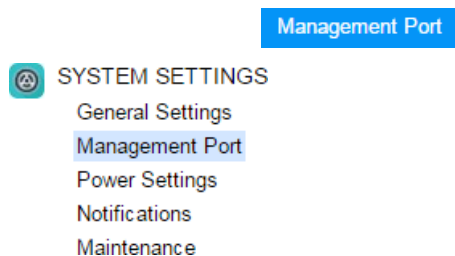 Management Port
SYSTEM SETTINGS
General Settings
Management Port
Power Settings
Notifications
Maintenance